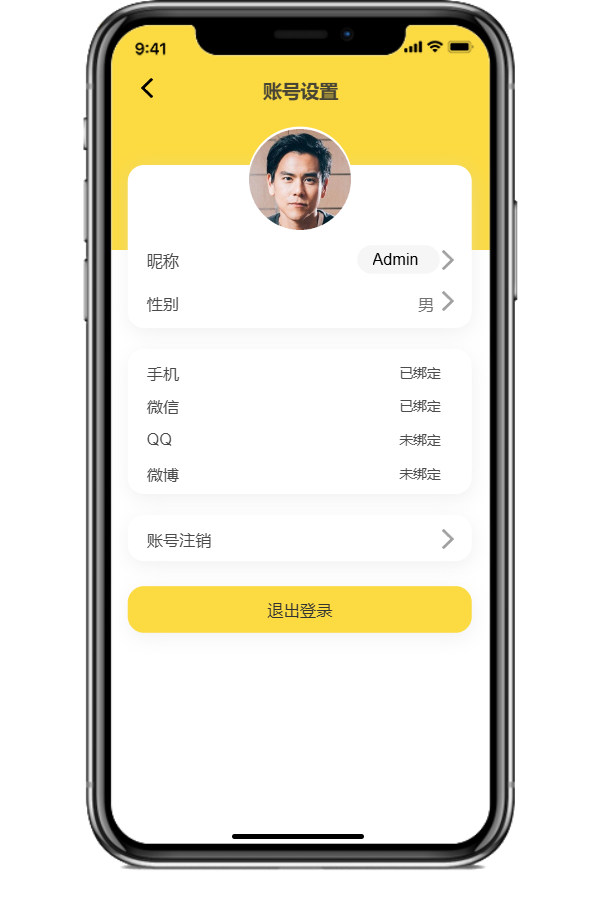 9:41
账号设置
昵称 Admin
性别 男
手机 已绑定
微信 已绑定
QQ 未绑定
微博 未绑定
账号注销
退出登录